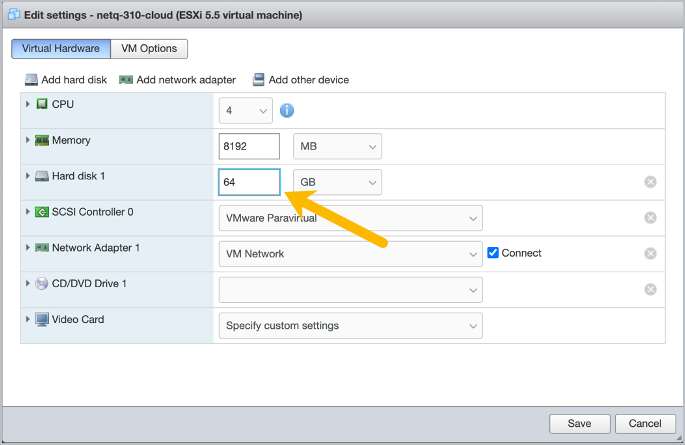 Edit settings - netq-310-cloud (ESXi 5.5 virtual machine)
Virtual Hardware VM Options
Add hard disk Add network adapter Add other device
CPU 4
Memory 8192 MB
Hard disk 1 64 GB
SCSI Controller 0 VMware Paravirtual
Network Adapter 1 VM Network Connect
CD/DVD Drive 1
Video Card Specify custom settings
Save Cancel